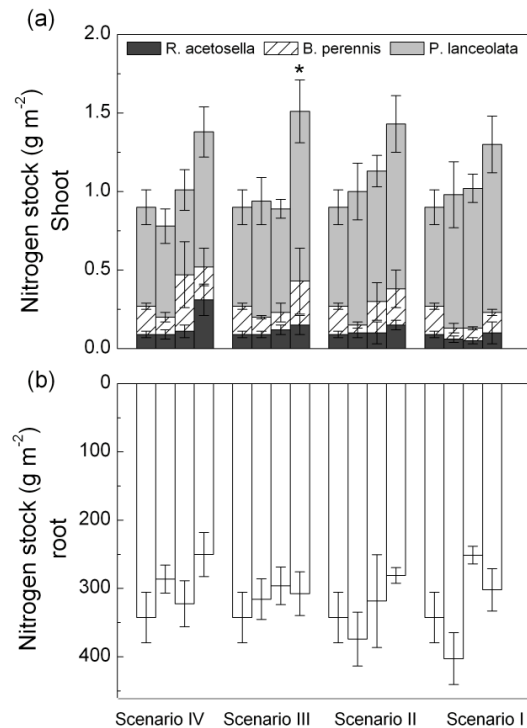 (a)
2.0
R. acetosella B. perennis P. lanceolata
*
1.5
1.0
0.5
0.0
Nitrogen stock (g m-2)
Shoot
(b)
0
100
200
300
400
Nitrogen stock (g m-2)
root
Scenario IV Scenario III Scenario II Scenario I